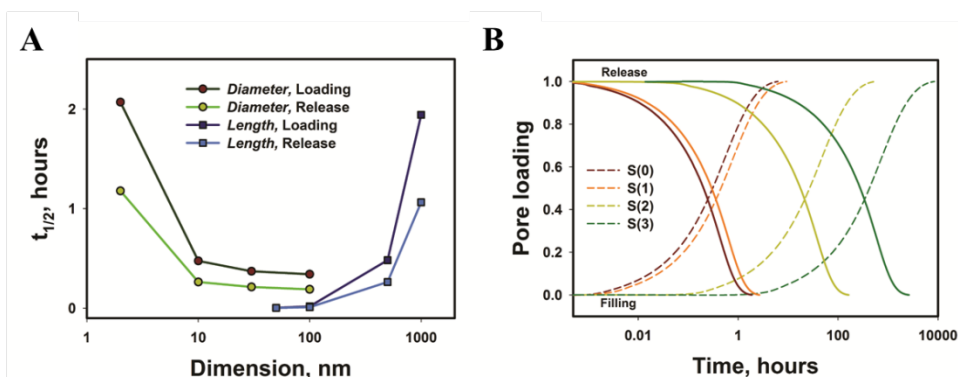 A
t1/2, hours
2
1
0
Diameter, Loading
Diameter, Release
Length, Loading
Length, Release
1
10
100
1000
Dimension, nm
B
Pore loading
1.0
0.8
0.6
0.4
0.2
0.0
Release
S(0)
S(1)
S(2)
S(3)
Filling
0.01
1
100
10000
Time, hours